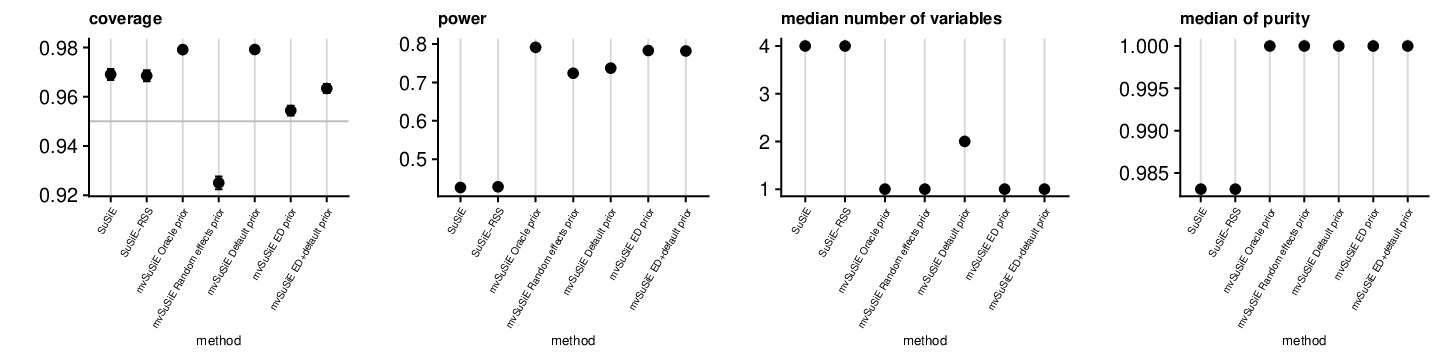 coverage
0.98
0.96
0.94
0.92
SuSiE
SuSiE−RSS
mvSuSiE Oracle prior
mvSuSiE Random effects prior
mvSuSiE Default prior
mvSuSiE ED prior
mvSuSiE ED+default prior
method
power
0.8
0.7
0.6
0.5
SuSiE
SuSiE−RSS
mvSuSiE Oracle prior
mvSuSiE Random effects prior
mvSuSiE Default prior
mvSuSiE ED prior
mvSuSiE ED+default prior
method
median number of variables
4
3
2
1
SuSiE
SuSiE−RSS
mvSuSiE Oracle prior
mvSuSiE Random effects prior
mvSuSiE Default prior
mvSuSiE ED prior
mvSuSiE ED+default prior
method
median of purity
1.000
0.995
0.990
0.985
SuSiE
SuSiE−RSS
mvSuSiE Oracle prior
mvSuSiE Random effects prior
mvSuSiE Default prior
mvSuSiE ED prior
mvSuSiE ED+default prior
method